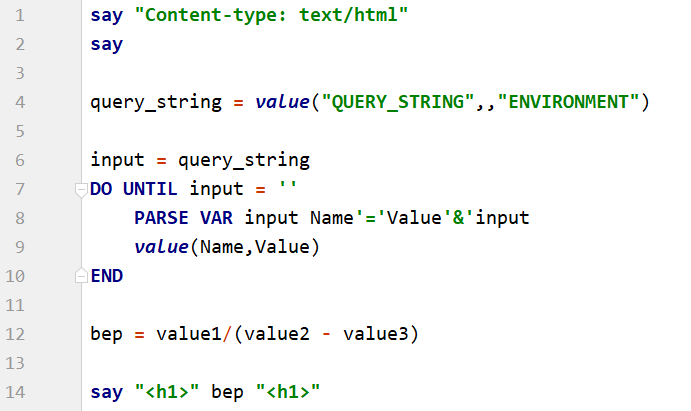 1 say "Content-type: text/html"
2 say
3
4 query_string = value("QUERY_STRING",,"ENVIRONMENT")
5
6 input = query_string
7 DO UNTIL input = ''
8     PARSE VAR input Name'='Value'&'input
9     value(Name,Value)
10 END
11
12 bep = value1/(value2 - value3)
13
14 say "<h1>" bep "<h1>"